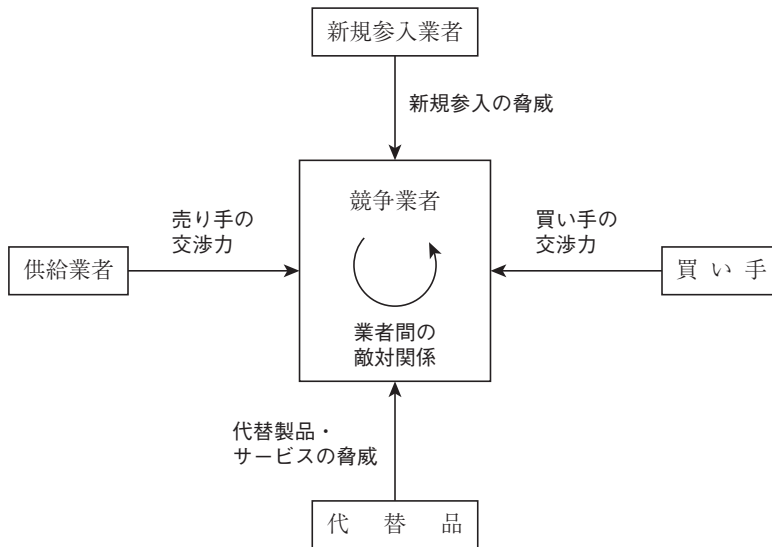 新規参入業者
新規参入の脅威
競争業者
売り手の
交渉力
買い手の
交渉力
供給業者
買い手
業者間の
敵対関係
代替製品・
サービスの脅威
代替品